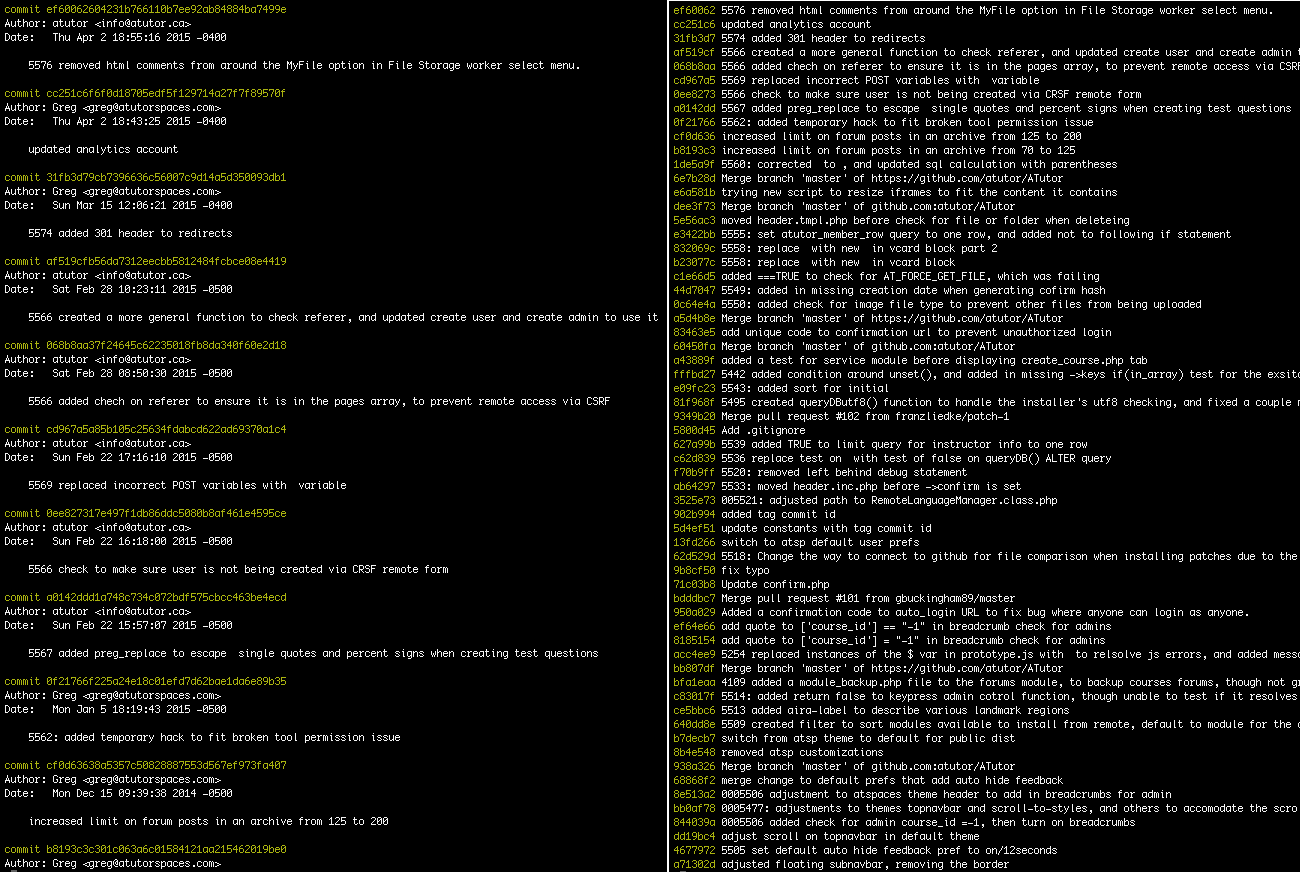 commit ef60062604231b766110b7ee92ab84884ba7499e
Author: atutor <info@atutor.ca>
Date:   Thu Apr 2 18:55:16 2015 -0400
5576 removed html comments from around the MyFile option in File Storage worker select menu.
commit cc251c6f6f0d18705edf5f129714a27f7f89570f
Author: Greg <greg@atutorspaces.com>
Date:   Thu Apr 2 18:43:25 2015 -0400
updated analytics account
commit 31fb3d79cb7396636c56007c9d14a5d350093db1
Author: Greg <greg@atutorspaces.com>
Date:   Sun Mar 15 12:06:21 2015 -0400
5574 added 301 header to redirects
commit af519cfb56da7312eecbb5812484fcbce08e4419
Author: atutor <info@atutor.ca>
Date:   Sat Feb 28 10:23:11 2015 -0500
5566 created a more general function to check referer, and updated create user and create admin to use it
commit 068b8aa37f24645c62235018fb8da340f60e2d18
Author: atutor <info@atutor.ca>
Date:   Sat Feb 28 08:50:30 2015 -0500
5566 added chech on referer to ensure it is in the pages array, to prevent remote access via CSRF
commit cd967a5a85b105c25634fdabcd622ad69370a1c4
Author: atutor <info@atutor.ca>
Date:   Sun Feb 22 17:16:10 2015 -0500
5569 replaced incorrect POST variables with  variable
commit 0ee827317e497f1db86ddc5080b8af461e4595ce
Author: atutor <info@atutor.ca>
Date:   Sun Feb 22 16:18:00 2015 -0500
5566 check to make sure user is not being created via CRSF remote form
commit a0142ddd1a748c734c072bdf575cbcc463be4ecd
Author: atutor <info@atutor.ca>
Date:   Sun Feb 22 15:57:07 2015 -0500
5567 added preg_replace to escape  single quotes and percent signs when creating test questions
commit 0f21766f225a24e18c01efd7d62bae1da6e89b35
Author: Greg <greg@atutorspaces.com>
Date:   Mon Jan 5 18:19:43 2015 -0500
5562: added temporary hack to fit broken tool permission issue
commit cf0d63638a5357c50828887553d567ef973fa407
Author: Greg <greg@atutorspaces.com>
Date:   Mon Dec 15 09:39:38 2014 -0500
increased limit on forum posts in an archive from 125 to 200
commit b8193c3c301c063a6c01584121aa215462019be0
Author: Greg <greg@atutorspaces.com>
ef60062 5576 removed html comments from around the MyFile option in File Storage worker select menu.
cc251c6 updated analytics account
31fb3d7 5574 added 301 header to redirects
af519cf 5566 created a more general function to check referer, and updated create user and create admin t
068b8aa 5566 added chech on referer to ensure it is in the pages array, to prevent remote access via CSRF
cd967a5 5569 replaced incorrect POST variables with  variable
0ee8273 5566 check to make sure user is not being created via CRSF remote form
a0142dd 5567 added preg_replace to escape  single quotes and percent signs when creating test questions
0f21766 5562: added temporary hack to fit broken tool permission issue
cf0d636 increased limit on forum posts in an archive from 125 to 200
b8193c3 increased limit on forum posts in an archive from 70 to 125
1de5a9f 5560: corrected  to , and updated sql calculation with parentheses
6e7b28d Merge branch 'master' of https://github.com/atutor/ATutor
e6a581b trying new script to resize iframes to fit the content it contains
dee3f73 Merge branch 'master' of github.com:atutor/ATutor
5e56ac3 moved header.tmpl.php before check for file or folder when deleteing
e3422bb 5555: set atutor_member_row query to one row, and added not to following if statement
832069c 5558: replace  with new  in vcard block part 2
b23077c 5558: replace  with new  in vcard block
c1e66d5 added ===TRUE to check for AT_FORCE_GET_FILE, which was failing
44d7047 5549: added in missing creation date when generating cofirm hash
0c64e4a 5550: added check for image file type to prevent other files from being uploaded
a5d4b8e Merge branch 'master' of https://github.com/atutor/ATutor
83463e5 add unique code to confirmation url to prevent unauthorized login
60450fa Merge branch 'master' of github.com:atutor/ATutor
a43889f added a test for service module before displaying create_course.php tab
fffbd27 5442 added condition around unset(), and added in missing ->keys if(in_array) test for the exsito
e09fc23 5543: added sort for initial
81f968f 5495 created queryDButf8() function to handle the installer's utf8 checking, and fixed a couple m
9349b20 Merge pull request #102 from franzliedke/patch-1
5800d45 Add .gitignore
627a99b 5539 added TRUE to limit query for instructor info to one row
c62d839 5536 replace test on  with test of false on queryDB() ALTER query
f70b9ff 5520: removed left behind debug statement
ab64297 5533: moved header.inc.php before ->confirm is set
3525e73 005521: adjusted path to RemoteLanguageManager.class.php
902b994 added tag commit id
5d4ef51 update constants with tag commit id
13fd266 switch to atsp default user prefs
62d529d 5518: Change the way to connect to github for file comparison when installing patches due to the
9b8cf50 fix typo
71c03b8 Update confirm.php
bdddbc7 Merge pull request #101 from gbuckingham89/master
950a029 Added a confirmation code to auto_login URL to fix bug where anyone can login as anyone.
ef64e66 add quote to ['course_id'] == "-1" in breadcrumb check for admins
8185154 add quote to ['course_id'] = "-1" in breadcrumb check for admins
acc4ee9 5254 replaced instances of the $ var in prototype.js with  to relsolve js errors, and added messo
bb807df Merge branch 'master' of https://github.com/atutor/ATutor
bfa1eaa 4109 added a module_backup.php file to the forums module, to backup courses forums, though not gr
c83017f 5514: added return false to keypress admin cotrol function, though unable to test if it resolves
ce5bbc6 5513 added aira-label to describe various landmark regions
640dd8e 5509 created filter to sort modules available to install from remote, default to module for the c
b7decb7 switch from atsp theme to default for public dist
8b4e548 removed atsp customizations
938a326 Merge branch 'master' of github.com:atutor/ATutor
68868f2 merge change to default prefs that add auto hide feedback
8e513a2 0005506 adjustment to atspaces theme header to add in breadcrumbs for admin
bb0af78 0005477: adjustments to themes topnavbar and scroll-to-styles, and others to accomodate the scro
844039a 0005506 added check for admin course_id =-1, then turn on breadcrumbs
dd19bc4 adjust scroll on topnavbar in default theme
4677972 5505 set default auto hide feedback pref to on/12seconds
a71302d adjusted floating subnavbar, removing the border